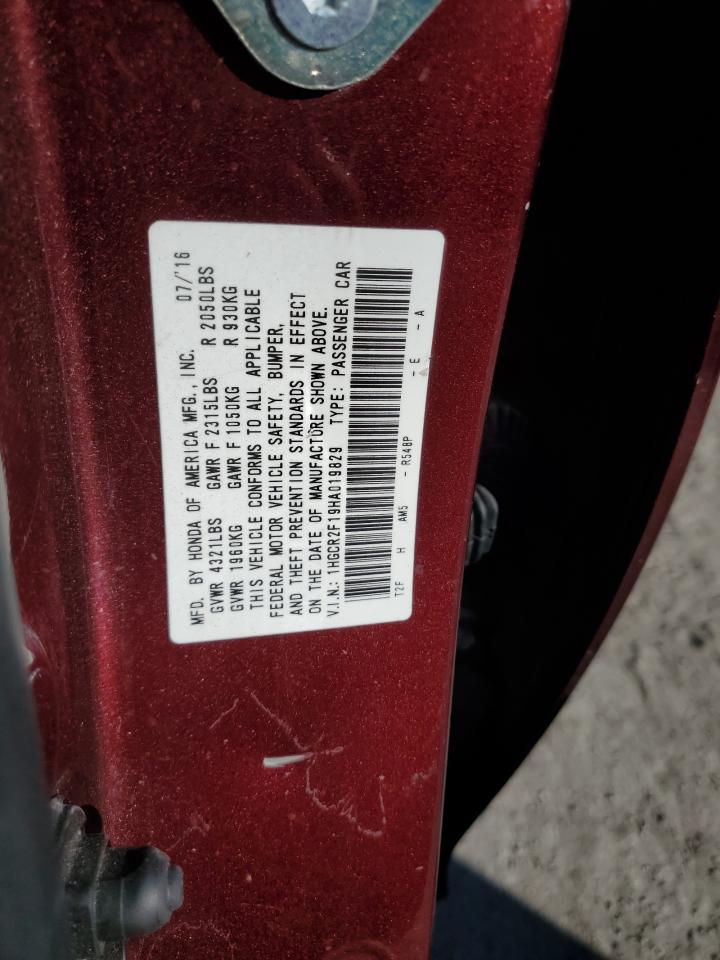 MFD. BY HONDA OF AMERICA MFG., INC. 07/'16
GVWR 4321LBS GAWR F 2315LBS R 2050LBS
GVWR 1960KG GAWR F 1050KG R 930KG
THIS VEHICLE CONFORMS TO ALL APPLICABLE
FEDERAL MOTOR VEHICLE SAFETY, BUMPER,
AND THEFT PREVENTION STANDARDS IN EFFECT
ON THE DATE OF MANUFACTURE SHOWN ABOVE.
V.I.N.: 1HGCR2F19HA019829 TYPE: PASSENGER CAR
T2F H AM5 - R548P - E - A